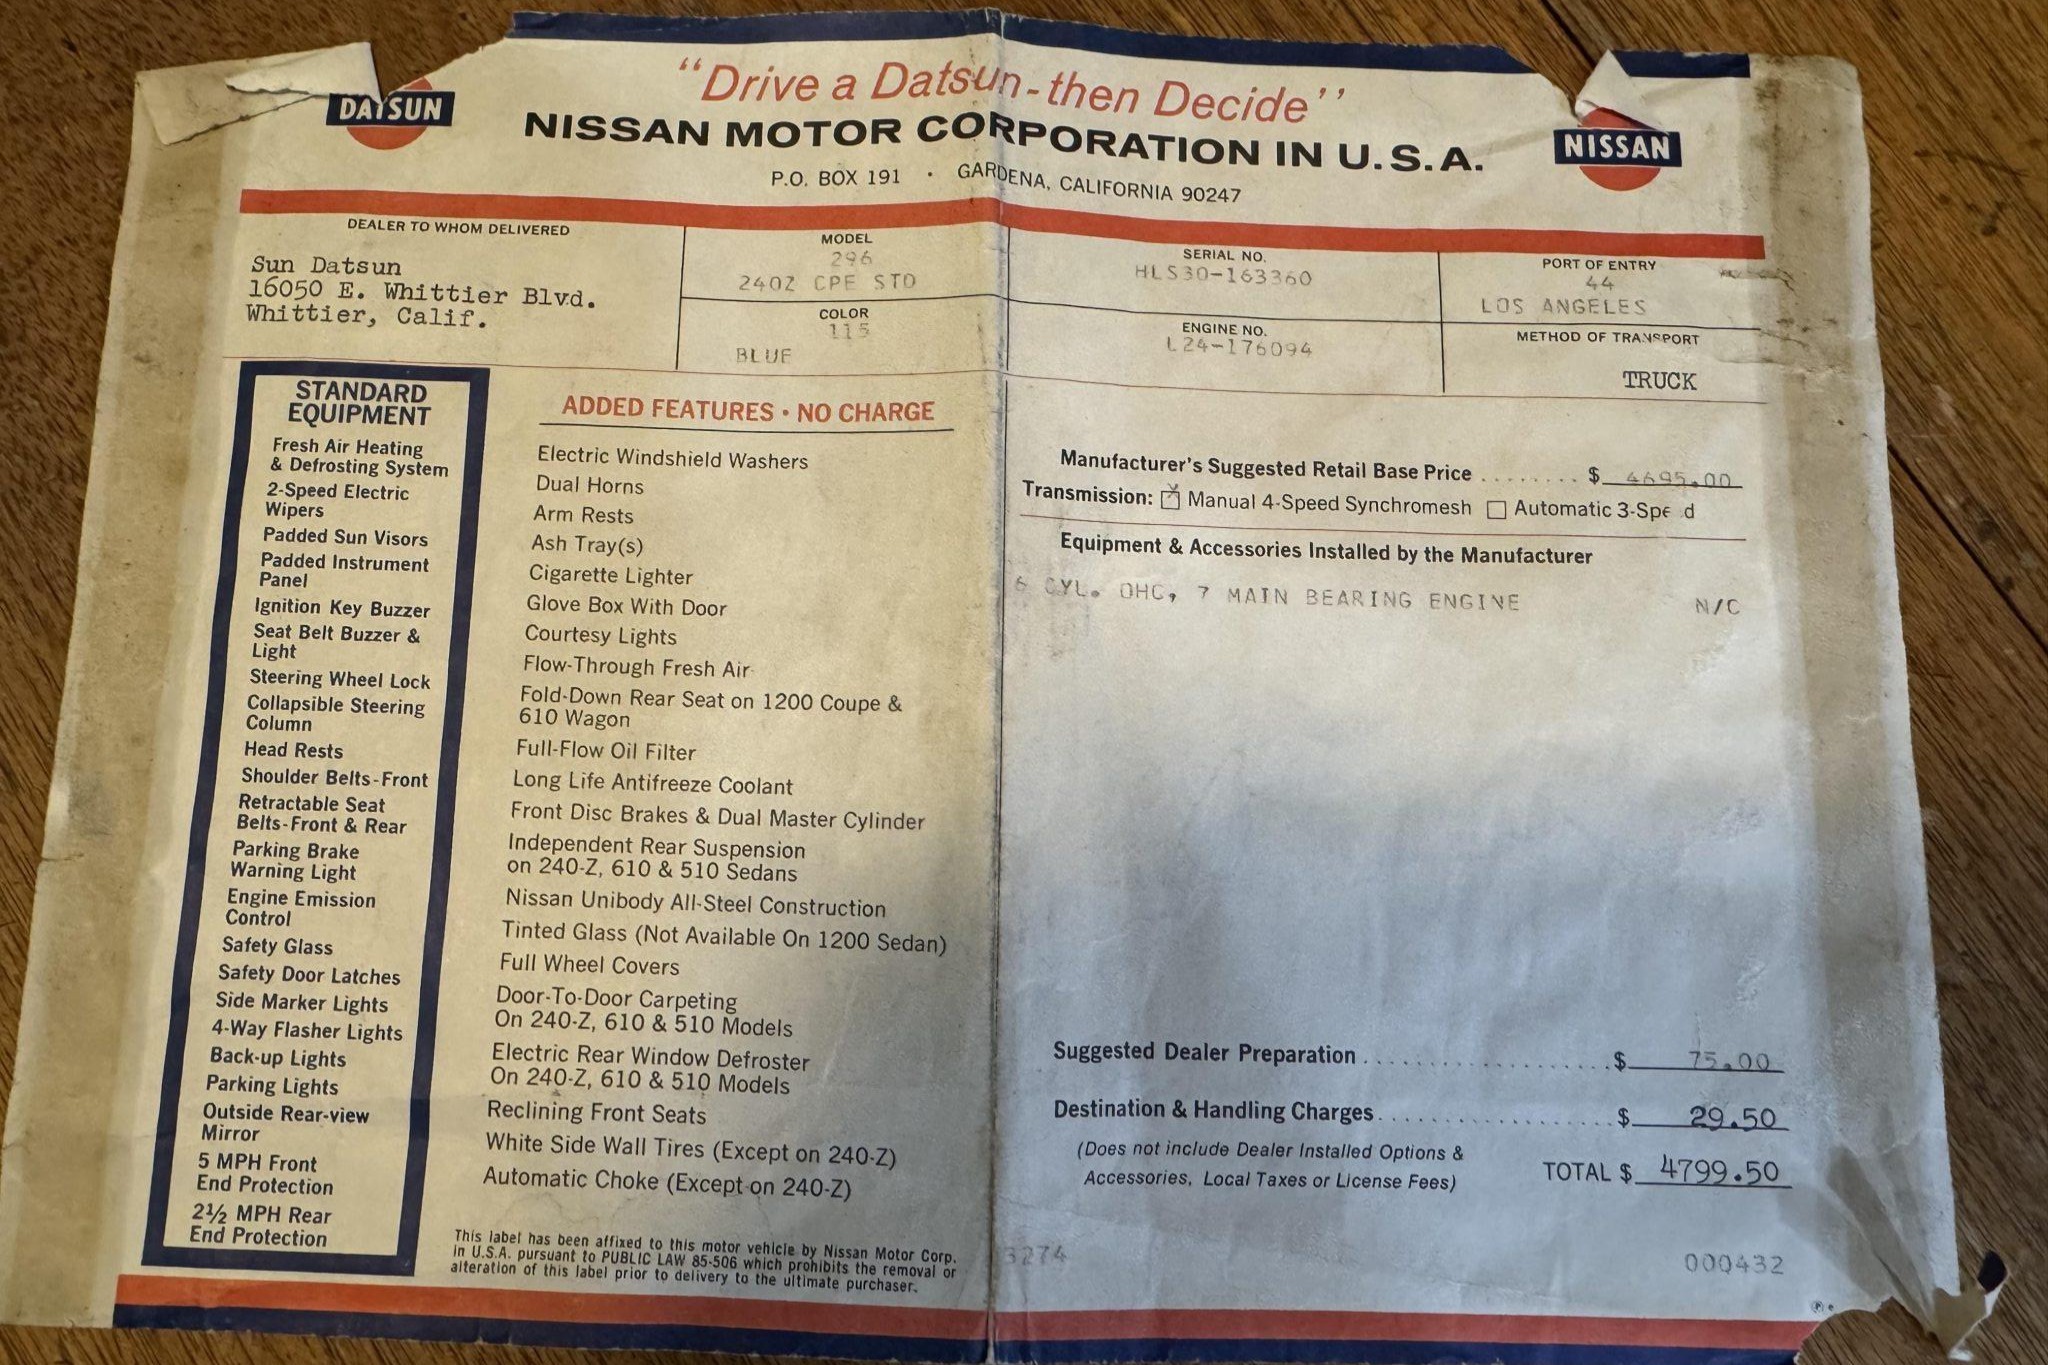 DATSUN
"Drive a Datsun-then Decide"
NISSAN MOTOR CORPORATION IN U.S.A.
P.O. BOX 191 • GARDENA, CALIFORNIA 90247
NISSAN
DEALER TO WHOM DELIVERED
Sun Datsun
16050 E. Whittier Blvd.
Whittier, Calif.
MODEL
296
240Z CPE STD
COLOR
115
BLUE
SERIAL NO.
HLS30-163360
ENGINE NO.
L24-176094
PORT OF ENTRY
44
LOS ANGELES
METHOD OF TRANSPORT
TRUCK
STANDARD
EQUIPMENT
Fresh Air Heating
& Defrosting System
2-Speed Electric
Wipers
Padded Sun Visors
Padded Instrument
Panel
Ignition Key Buzzer
Seat Belt Buzzer &
Light
Steering Wheel Lock
Collapsible Steering
Column
Head Rests
Shoulder Belts-Front
Retractable Seat
Belts-Front & Rear
Parking Brake
Warning Light
Engine Emission
Control
Safety Glass
Safety Door Latches
Side Marker Lights
4-Way Flasher Lights
Back-up Lights
Parking Lights
Outside Rear-view
Mirror
5 MPH Front
End Protection
2½ MPH Rear
End Protection
ADDED FEATURES • NO CHARGE
Electric Windshield Washers
Dual Horns
Arm Rests
Ash Tray(s)
Cigarette Lighter
Glove Box With Door
Courtesy Lights
Flow-Through Fresh Air
Fold-Down Rear Seat on 1200 Coupe &
610 Wagon
Full-Flow Oil Filter
Long Life Antifreeze Coolant
Front Disc Brakes & Dual Master Cylinder
Independent Rear Suspension
on 240-Z, 610 & 510 Sedans
Nissan Unibody All-Steel Construction
Tinted Glass (Not Available On 1200 Sedan)
Full Wheel Covers
Door-To-Door Carpeting
On 240-Z, 610 & 510 Models
Electric Rear Window Defroster
On 240-Z, 610 & 510 Models
Reclining Front Seats
White Side Wall Tires (Except on 240-Z)
Automatic Choke (Except on 240-Z)
This label has been affixed to this motor vehicle by Nissan Motor Corp.
in U.S.A. pursuant to PUBLIC LAW 85-506 which prohibits the removal or
alteration of this label prior to delivery to the ultimate purchaser.
Manufacturer's Suggested Retail Base Price ........ $ 4695.00
Transmission: ☑ Manual 4-Speed Synchromesh ☐ Automatic 3-Spe d
Equipment & Accessories Installed by the Manufacturer
6 CYL. OHC, 7 MAIN BEARING ENGINE N/C
Suggested Dealer Preparation .................... $ 75.00
Destination & Handling Charges .................. $ 29.50
(Does not include Dealer Installed Options &
Accessories, Local Taxes or License Fees)
TOTAL $ 4799.50
3274
000432